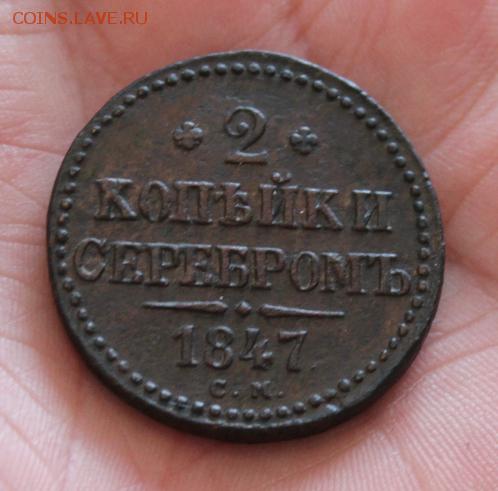 COINS.LAVE.RU
2
КОПѢЙКИ
СЕРЕБРОМЪ
1847
С.М.